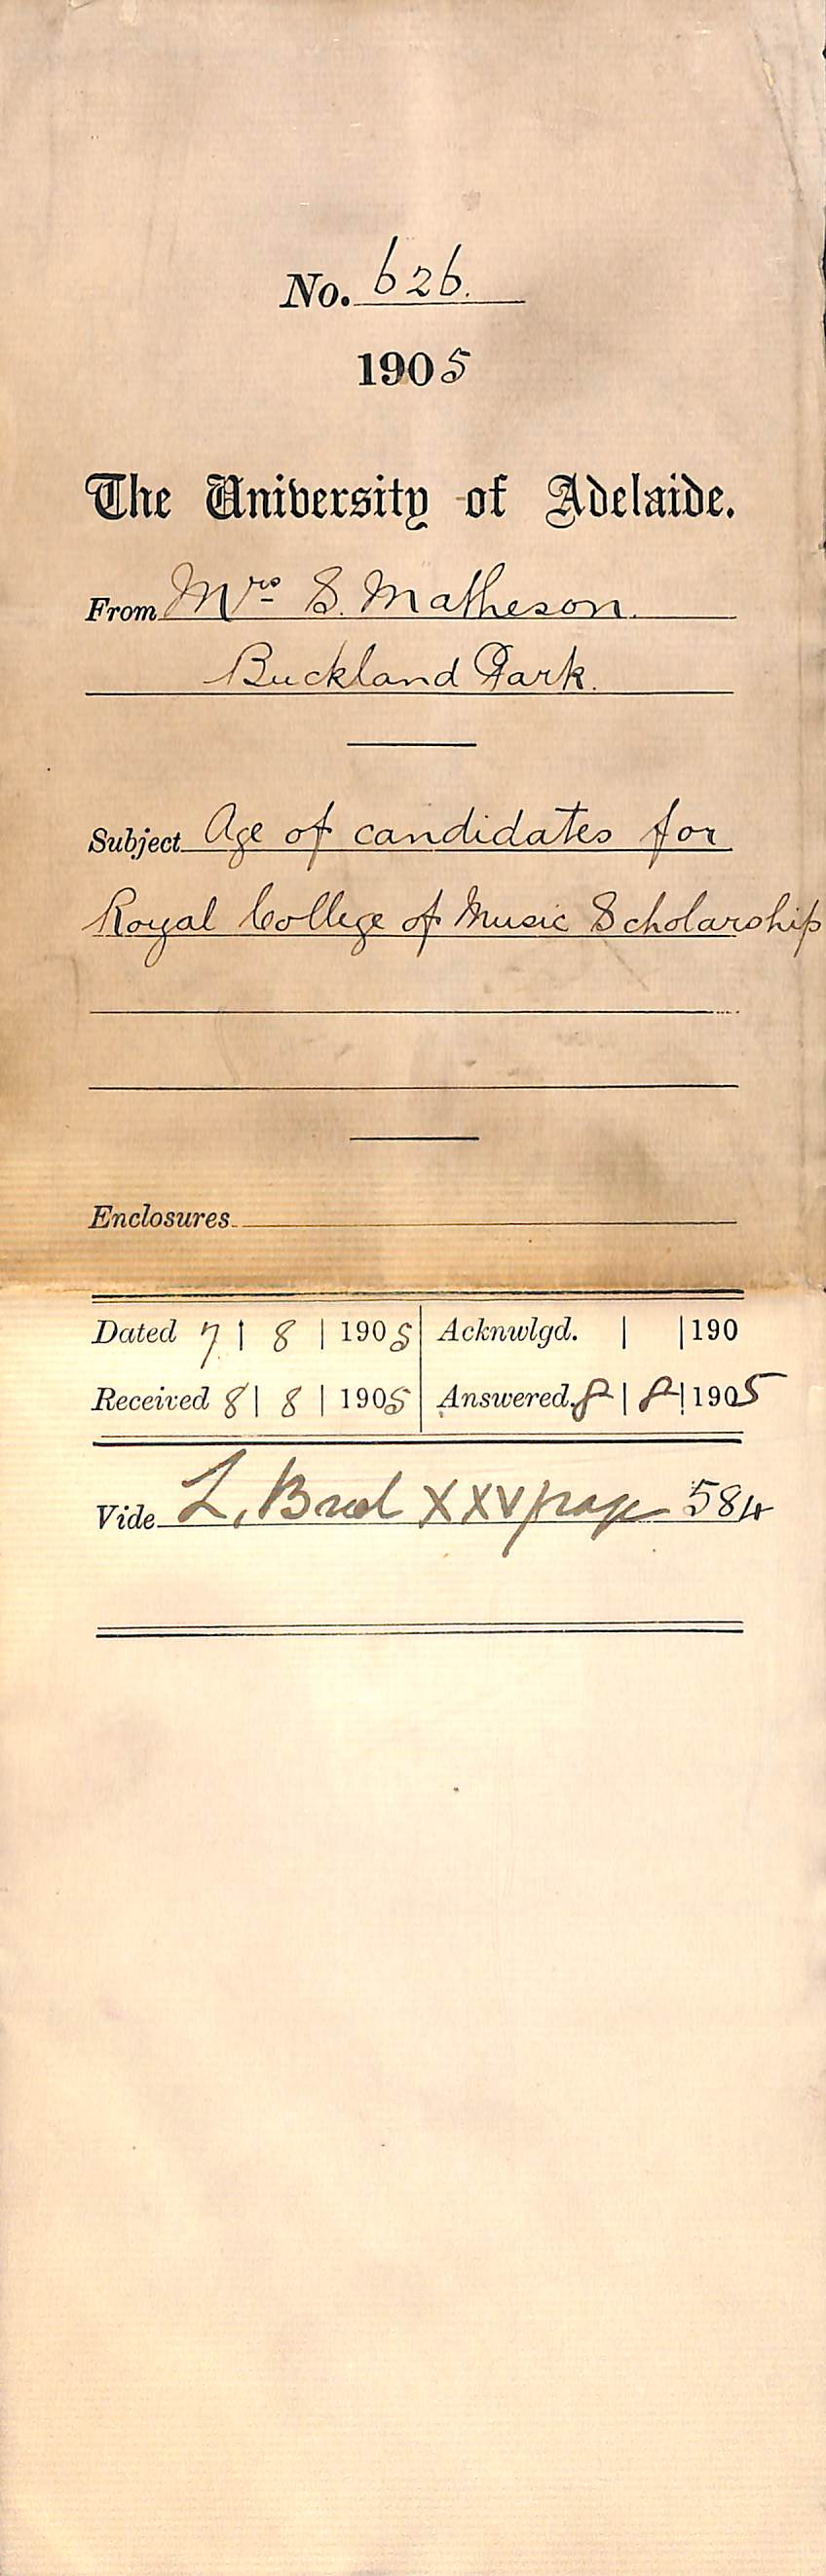 No. 626.
1905
The University of Adelaide.
From Mrs S. Matheson.
Buckland Park.
Subject Age of candidates for
Royal College of Music Scholarship
Enclosures
Dated 7 | 8 | 1905 Acknwlgd. | | 190
Received 8 | 8 | 1905 Answered. 8 | 8 | 1905
Vide L. XXV page 584